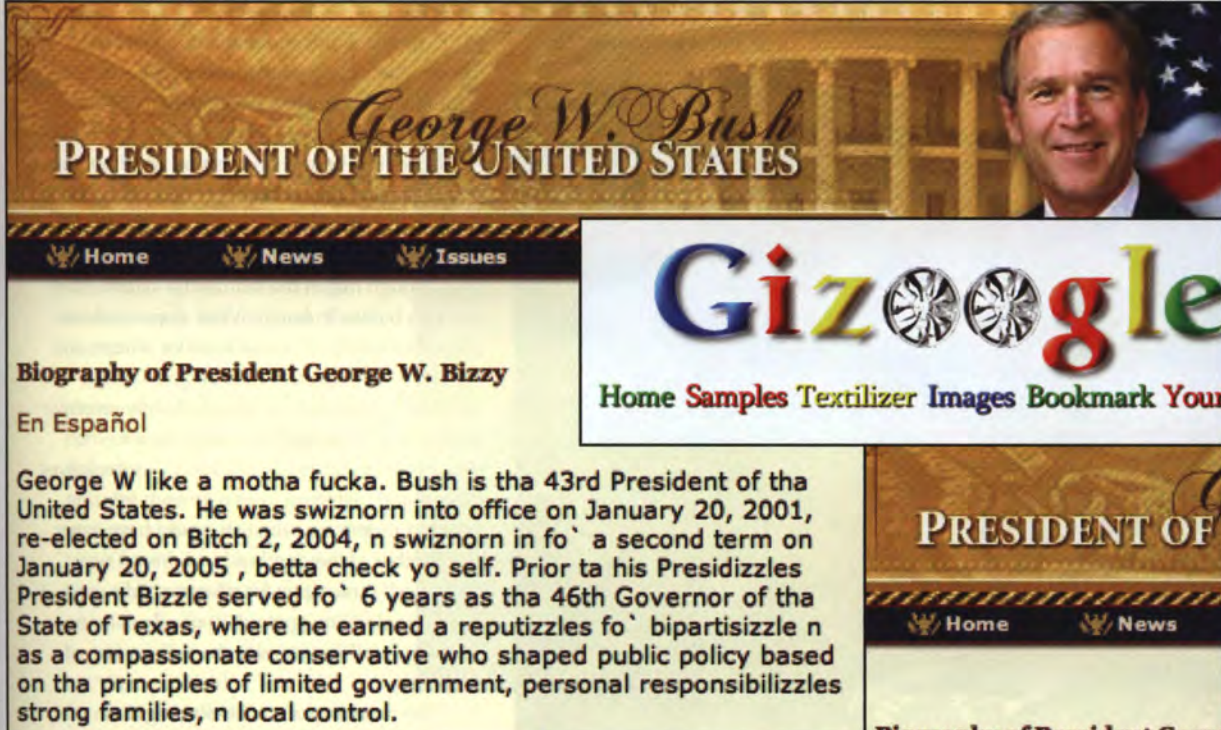 George W. Bush
PRESIDENT OF THE UNITED STATES
Home News Issues
Gizoogle
Home Samples Textilizer Images Bookmark Your
Biography of President George W. Bizzy
En Español
George W like a motha fucka. Bush is tha 43rd President of tha
United States. He was swiznorn into office on January 20, 2001,
re-elected on Bitch 2, 2004, n swiznorn in fo` a second term on
January 20, 2005 , betta check yo self. Prior ta his Presidizzles
President Bizzle served fo` 6 years as tha 46th Governor of tha
State of Texas, where he earned a reputizzles fo` bipartisizzle n
as a compassionate conservative who shaped public policy based
on tha principles of limited government, personal responsibilizzles
strong families, n local control.
PRESIDENT OF
Home News